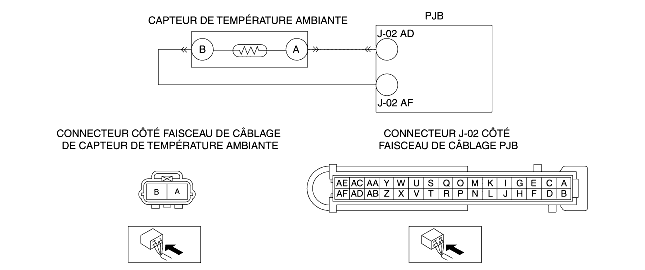 CAPTEUR DE TEMPÉRATURE AMBIANTE
PJB
J-02 AD
B A
J-02 AF
CONNECTEUR CÔTÉ FAISCEAU DE CÂBLAGE
DE CAPTEUR DE TEMPÉRATURE AMBIANTE
CONNECTEUR J-02 CÔTÉ
FAISCEAU DE CÂBLAGE PJB
B A
AE AC AA Y W U S Q O M K I G E C A
AF AD AB Z X V T R P N L J H F D B